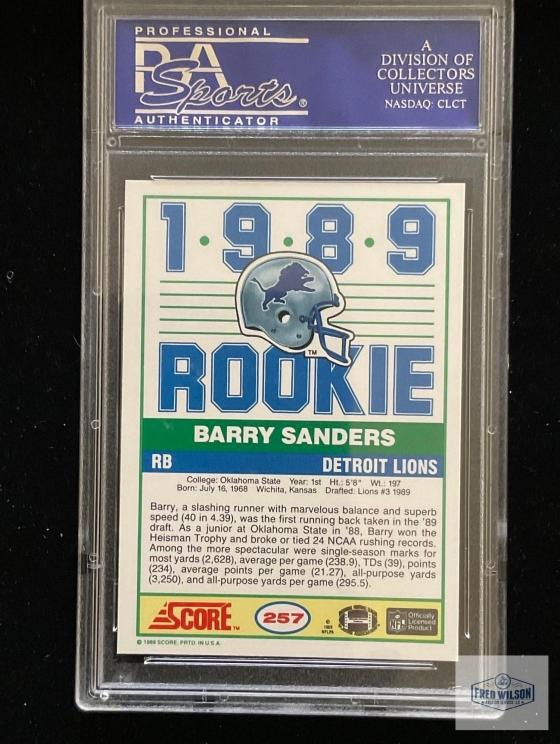 PROFESSIONAL
PSA
Sports®
AUTHENTICATOR
A
DIVISION OF
COLLECTORS
UNIVERSE
NASDAQ: CLCT
1·9·8·9
TM
ROOKIE
BARRY SANDERS
RB DETROIT LIONS
College: Oklahoma State Year: 1st Ht.: 5'8" Wt.: 197
Born: July 16, 1968 Wichita, Kansas Drafted: Lions #3 1989
Barry, a slashing runner with marvelous balance and superb
speed (40 in 4.39), was the first running back taken in the '89
draft. As a junior at Oklahoma State in '88, Barry won the
Heisman Trophy and broke or tied 24 NCAA rushing records.
Among the more spectacular were single-season marks for
most yards (2,628), average per game (238.9), TDs (39), points
(234), average points per game (21.27), all-purpose yards
(3,250), and all-purpose yards per game (295.5).
SCORE™ 257
©
1989
NFLPA
NFL
Officially
Licensed
Product
© 1989 SCORE, PRTD. IN U.S.A.
FRED WILSON